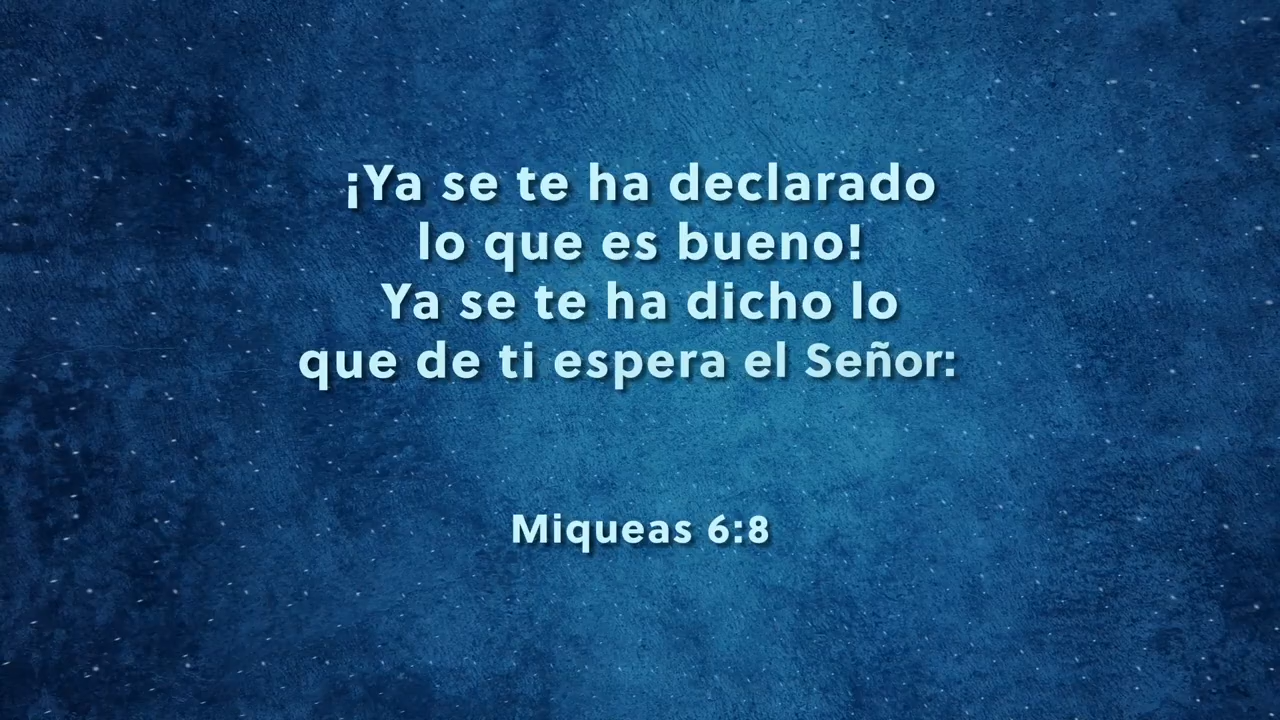 ¡Ya se te ha declarado
lo que es bueno!
Ya se te ha dicho lo
que de ti espera el Señor:
Miqueas 6:8